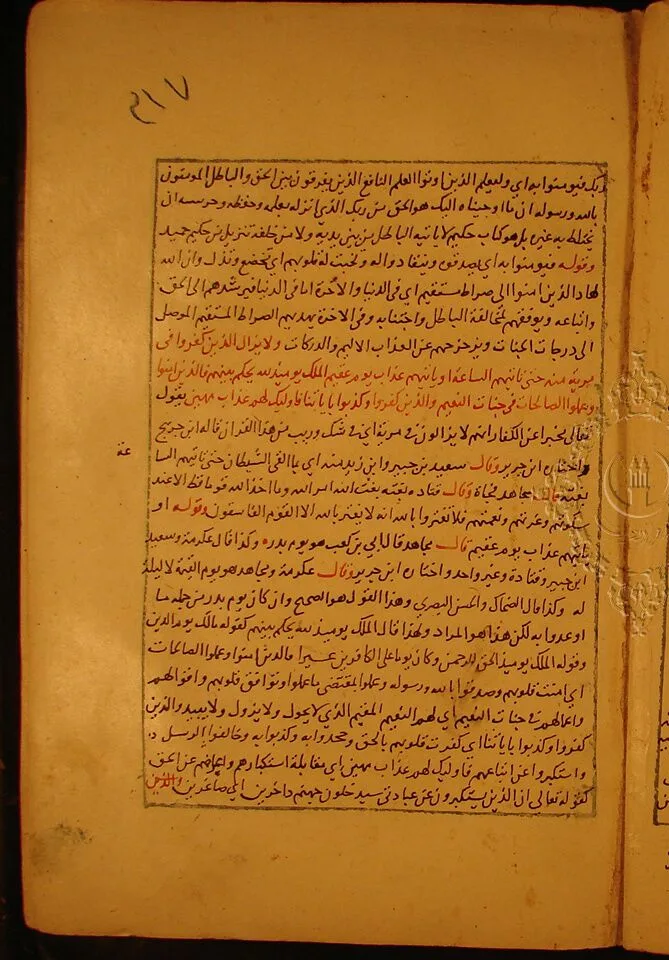 ٣١٧
ربك فيومنوا به اي وليعلم الذين اوتوا العلم النافع الذين يفرقون بين الحق والباطل المومنون
بالله ورسوله ان ما اوحيناه اليك هو الحق من ربك الذي انزله بعلمه وحفظه وحرسه ان
يختلط به غيره بل هو كتاب حكيم لا ياتيه الباطل من بين يديه ولا من خلفه تنزيل من حكيم حميد
وقوله فيومنوا به اي يصدقوه وينقادوا له وتخبت له قلوبهم اي تخضع وتذل وان الله
لهاد الذين امنوا الى صراط مستقيم اي في الدنيا والاخرة اما في الدنيا فيرشدهم الى الحق
واتباعه ويوفقهم لمخالفة الباطل واجتنابه وفي الاخرة يهديهم الصراط المستقيم الموصل
الى درجات الجنات ويزحزحهم عن العذاب الاليم والدركات ولا يزال الذين كفروا في
مرية منه حتى تاتيهم الساعة او ياتيهم عذاب يوم عقيم الملك يوميذ لله يحكم بينهم فالذين امنوا
وعملوا الصالحات في جنات النعيم والذين كفروا وكذبوا باياتنا فاوليك لهم عذاب مهين يقول
تعالى مخبرا عن الكفار انهم لا يزالون في مرية اي في شك وريب من هذا القران قاله ابن جريج
واختاره ابن جرير وقال سعيد بن جبير وابن زيد منه اي مما القى الشيطان حتى تاتيهم السا
عة
بغتة قال مجاهد فجاة وقال قتادة بغتة بغت القوم امر الله وما اخذ الله قوما قط الا عند
سكرتهم وغرتهم ونعمتهم فلا تغتروا بالله انه لا يغتر بالله الا القوم الفاسقون وقوله او
ياتيهم عذاب يوم عقيم قال مجاهد قال ابي بن كعب هو يوم بدر وكذا قال عكرمة وسعيد
ابن جبير وقتادة وغير واحد واختاره ابن جرير وقال عكرمة ومجاهد هو يوم القيمة لا ليلة
له وكذا قال الضحاك والحسن البصري وهذا القول هو الصحيح وان كان يوم بدر من جملة ما
اوعدوا به لكن هذا هو المراد ولهذا قال الملك يوميذ لله يحكم بينهم كقوله مالك يوم الدين
وقوله الملك يوميذ الحق للرحمن وكان يوما على الكافرين عسيرا فالذين امنوا وعملوا الصالحات
اي امنت قلوبهم وصدقوا بالله ورسوله وعملوا بمقتضى ما علموا وتوافق قلوبهم واقوالهم
واعمالهم في جنات النعيم اي لهم النعيم المقيم الذي لا يحول ولا يزول ولا يبيد والذين
كفروا وكذبوا باياتنا اي كفرت قلوبهم بالحق وجحدوا به وكذبوا به وخالفوا الرسل
واستكبروا عن اتباعهم فاوليك لهم عذاب مهين اي مقابلة استكبارهم واعراضهم عن الحق
كقوله تعالى ان الذين يستكبرون عن عبادتي سيدخلون جهنم داخرين اي صاغرين والذين